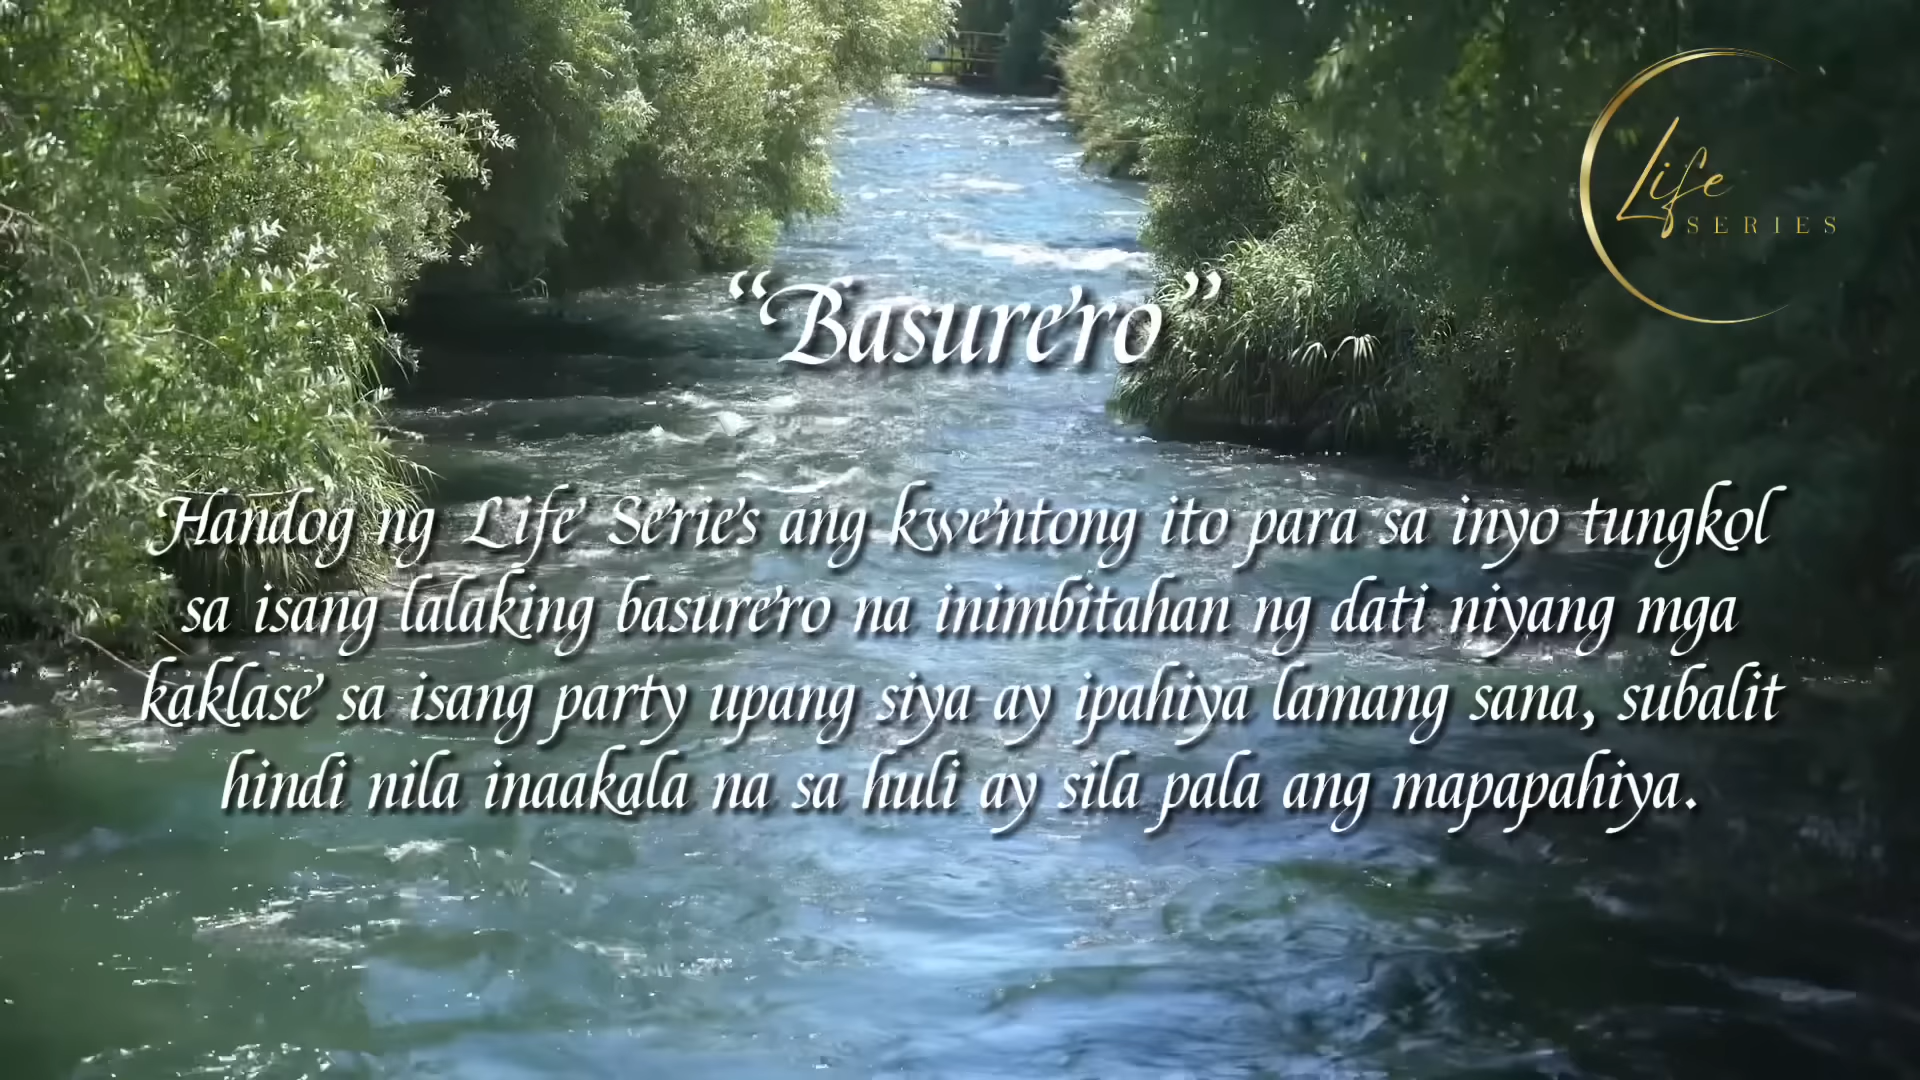 Life
SERIES
“Basurero”
Handog ng Life Series ang kwentong ito para sa inyo tungkol
sa isang lalaking basurero na inimbitahan ng dati niyang mga
kaklase sa isang party upang siya ay ipahiya lamang sana, subalit
hindi nila inaakala na sa huli ay sila pala ang mapapahiya.